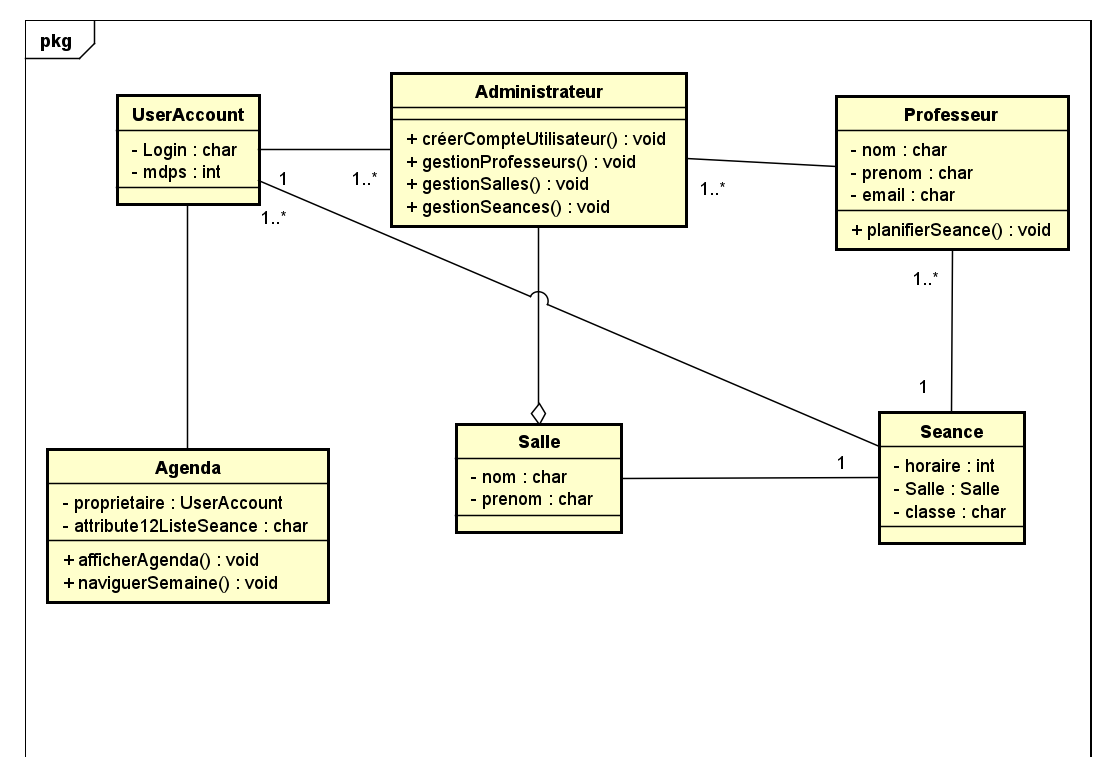 pkg
UserAccount
- Login : char
- mdps : int
Administrateur
+ créerCompteUtilisateur() : void
+ gestionProfesseurs() : void
+ gestionSalles() : void
+ gestionSeances() : void
Professeur
- nom : char
- prenom : char
- email : char
+ planifierSeance() : void
1
1..*
1..*
1..*
1..*
1
Agenda
- proprietaire : UserAccount
- attribute12ListeSeance : char
+ afficherAgenda() : void
+ naviguerSemaine() : void
Salle
- nom : char
- prenom : char
1
Seance
- horaire : int
- Salle : Salle
- classe : char